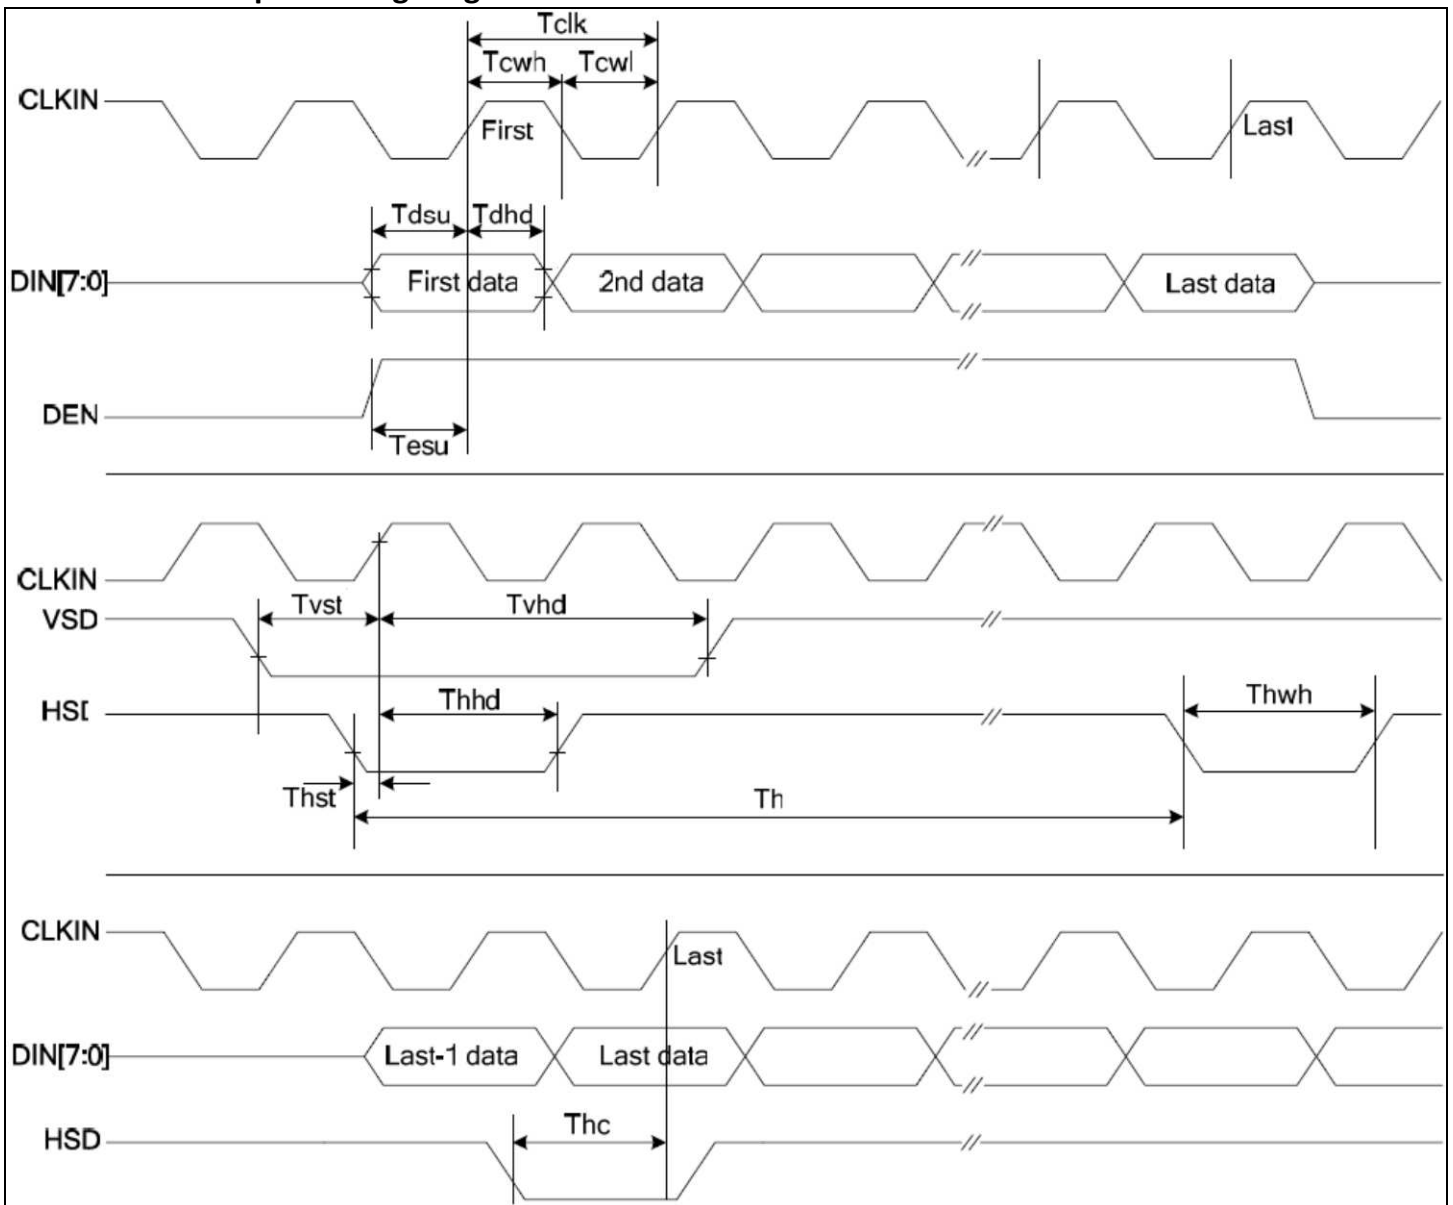 Tclk
Tcwh Tcwl
CLKIN
First
Last
Tdsu Tdhd
DIN[7:0]
First data
2nd data
Last data
DEN
Tesu
CLKIN
Tvst
Tvhd
VSD
Thhd
Thwh
Thst
Th
CLKIN
Last
DIN[7:0]
Last-1 data
Last data
Thc
HSD